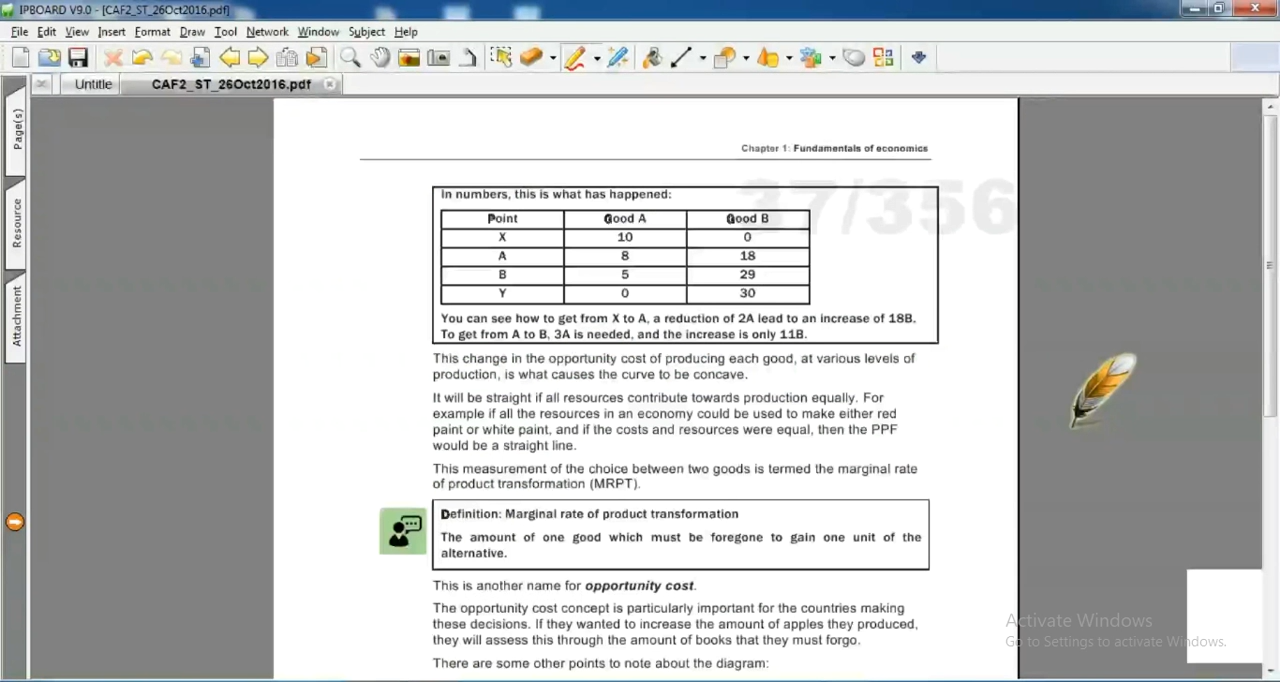 IPBOARD V9.0 - [CAF2_ST_26Oct2016.pdf]
File Edit View Insert Format Draw Tool Network Window Subject Help
Untitle CAF2_ST_26Oct2016.pdf
Page(s)
Resource
Attachment
Chapter 1: Fundamentals of economics
37/356
In numbers, this is what has happened:
Point Good A Good B
X 10 0
A 8 18
B 5 29
Y 0 30
You can see how to get from X to A, a reduction of 2A lead to an increase of 18B.
To get from A to B, 3A is needed, and the increase is only 11B.
This change in the opportunity cost of producing each good, at various levels of
production, is what causes the curve to be concave.
It will be straight if all resources contribute towards production equally. For
example if all the resources in an economy could be used to make either red
paint or white paint, and if the costs and resources were equal, then the PPF
would be a straight line.
This measurement of the choice between two goods is termed the marginal rate
of product transformation (MRPT).
Definition: Marginal rate of product transformation
The amount of one good which must be foregone to gain one unit of the
alternative.
This is another name for opportunity cost.
The opportunity cost concept is particularly important for the countries making
these decisions. If they wanted to increase the amount of apples they produced,
they will assess this through the amount of books that they must forgo.
There are some other points to note about the diagram:
Activate Windows
Go to Settings to activate Windows.